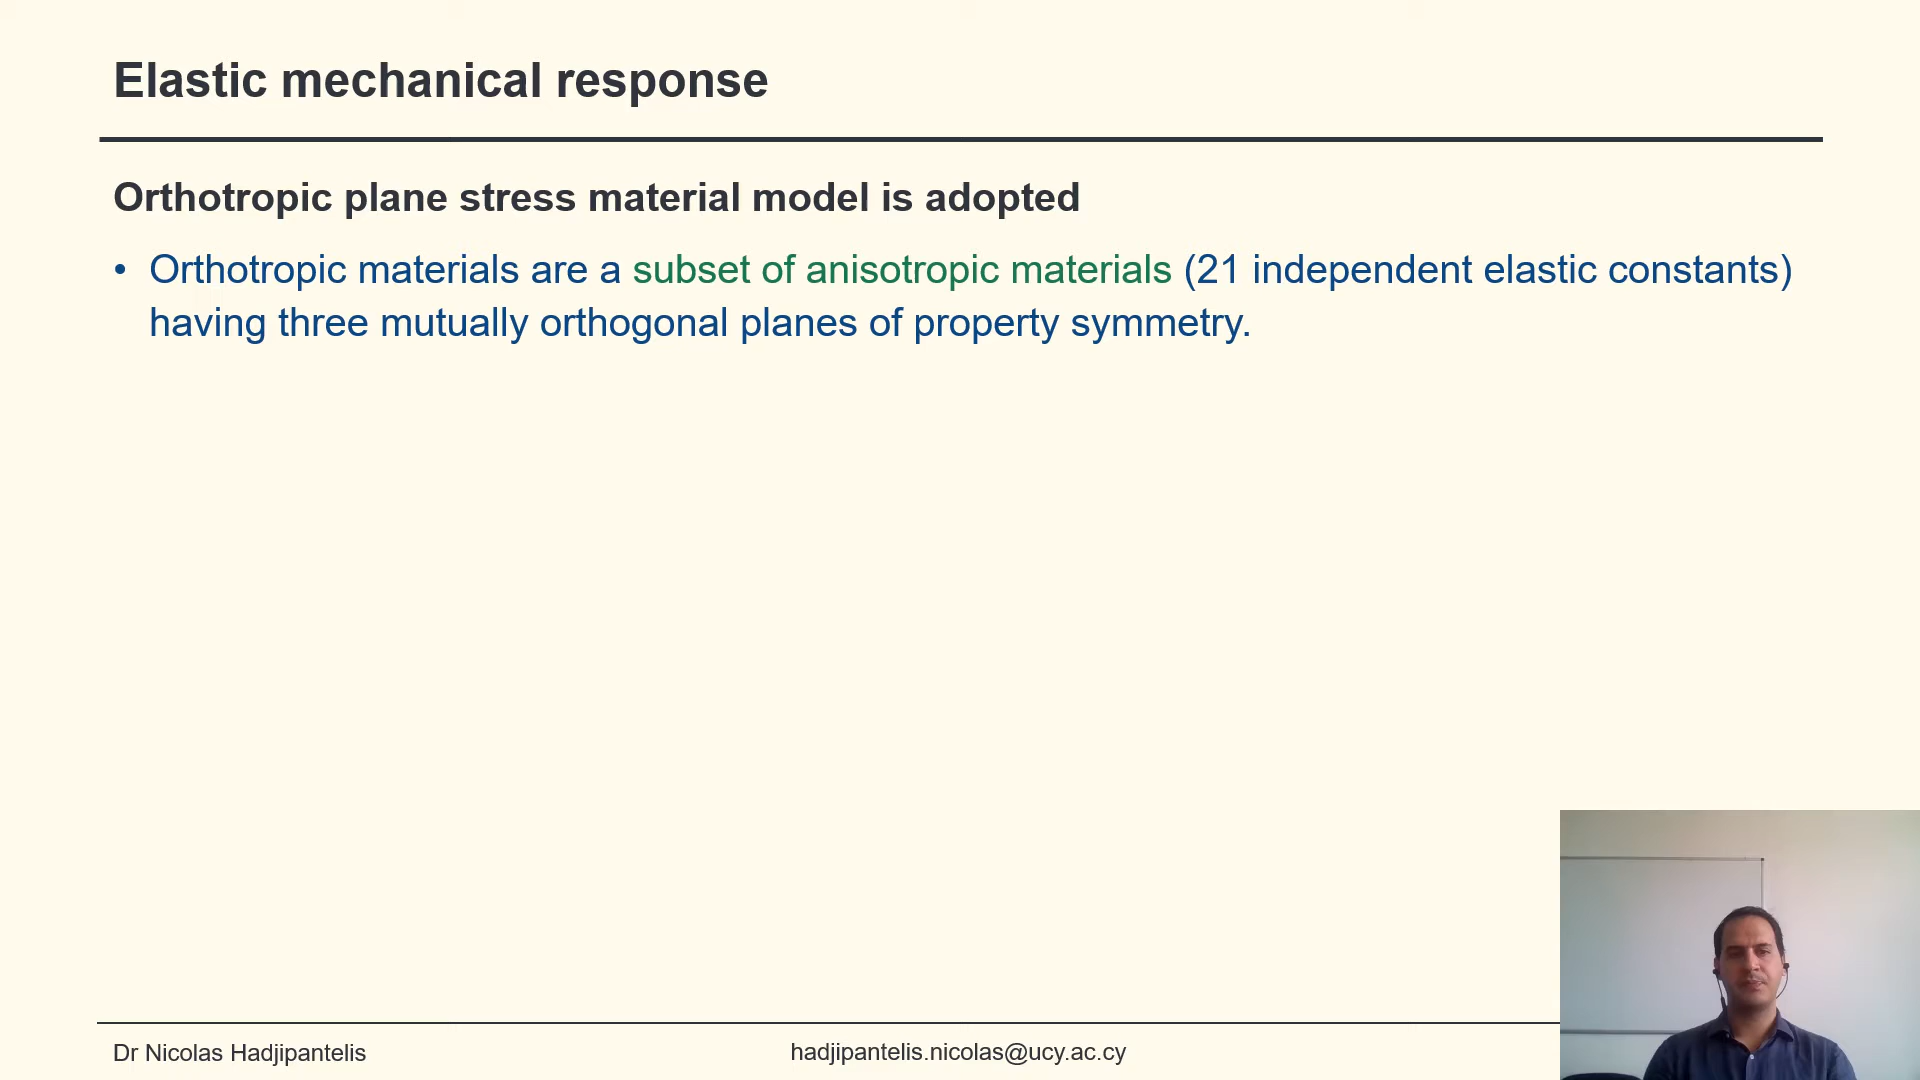 Elastic mechanical response
Orthotropic plane stress material model is adopted
• Orthotropic materials are a subset of anisotropic materials (21 independent elastic constants)
having three mutually orthogonal planes of property symmetry.
Dr Nicolas Hadjipantelis
hadjipantelis.nicolas@ucy.ac.cy